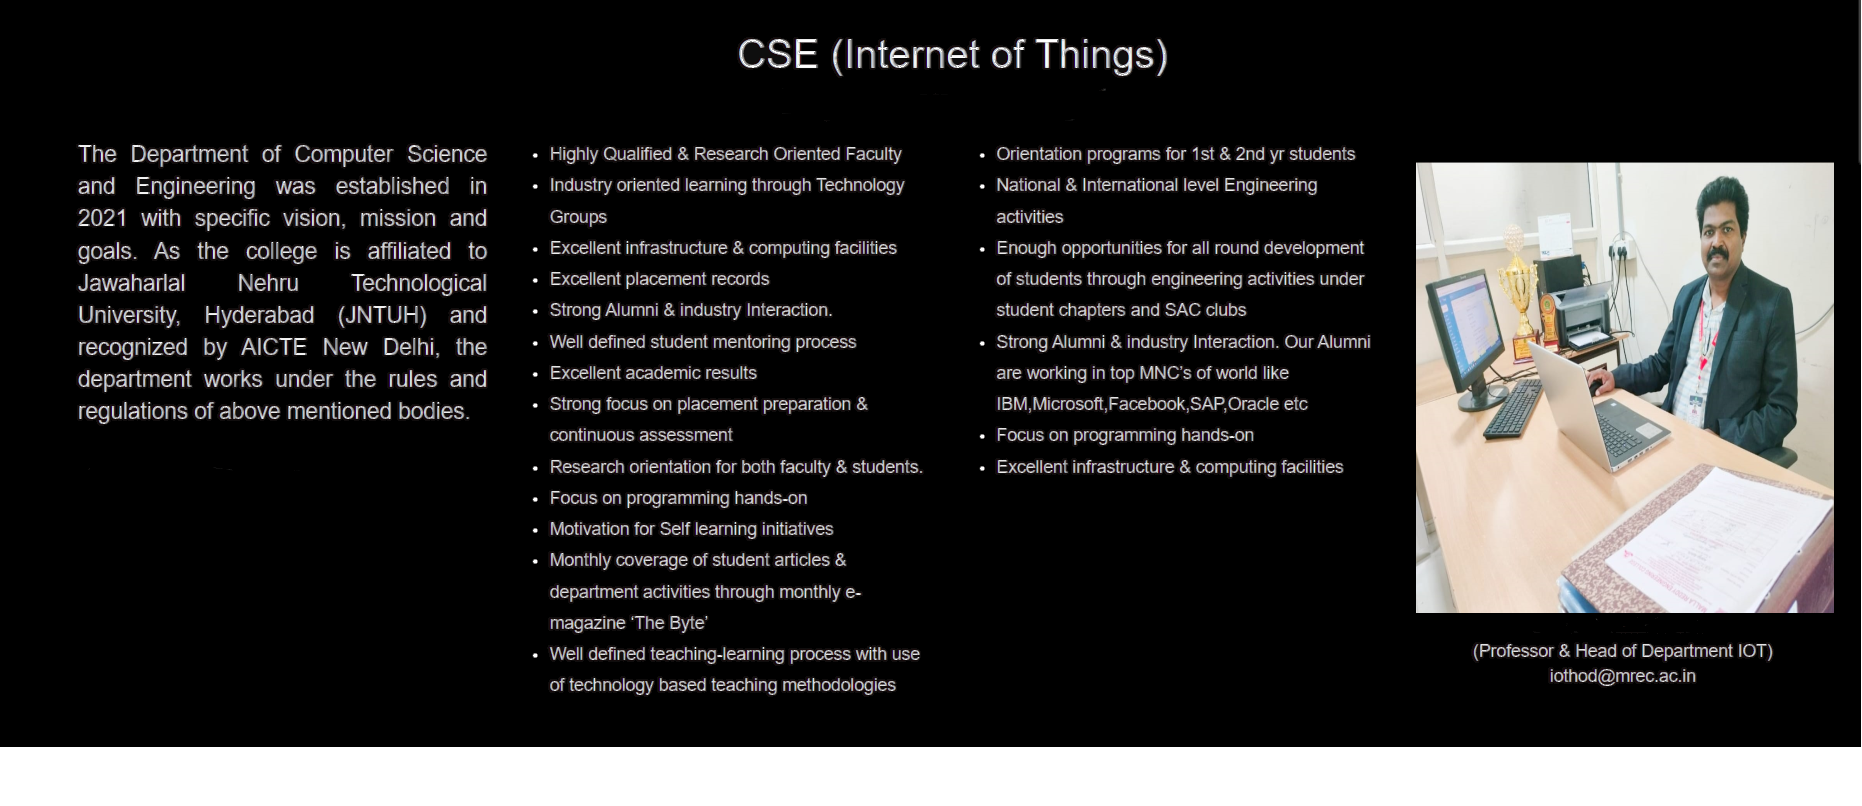 CSE (Internet of Things)
The Department of Computer Science
and Engineering was established in
2021 with specific vision, mission and
goals. As the college is affiliated to
Jawaharlal Nehru Technological
University, Hyderabad (JNTUH) and
recognized by AICTE New Delhi, the
department works under the rules and
regulations of above mentioned bodies.
• Highly Qualified & Research Oriented Faculty
• Industry oriented learning through Technology
Groups
• Excellent infrastructure & computing facilities
• Excellent placement records
• Strong Alumni & industry Interaction.
• Well defined student mentoring process
• Excellent academic results
• Strong focus on placement preparation &
continuous assessment
• Research orientation for both faculty & students.
• Focus on programming hands-on
• Motivation for Self learning initiatives
• Monthly coverage of student articles &
department activities through monthly e-
magazine ‘The Byte’
• Well defined teaching-learning process with use
of technology based teaching methodologies
• Orientation programs for 1st & 2nd yr students
• National & International level Engineering
activities
• Enough opportunities for all round development
of students through engineering activities under
student chapters and SAC clubs
• Strong Alumni & industry Interaction. Our Alumni
are working in top MNC’s of world like
IBM,Microsoft,Facebook,SAP,Oracle etc
• Focus on programming hands-on
• Excellent infrastructure & computing facilities
(Professor & Head of Department IOT)
iothod@mrec.ac.in